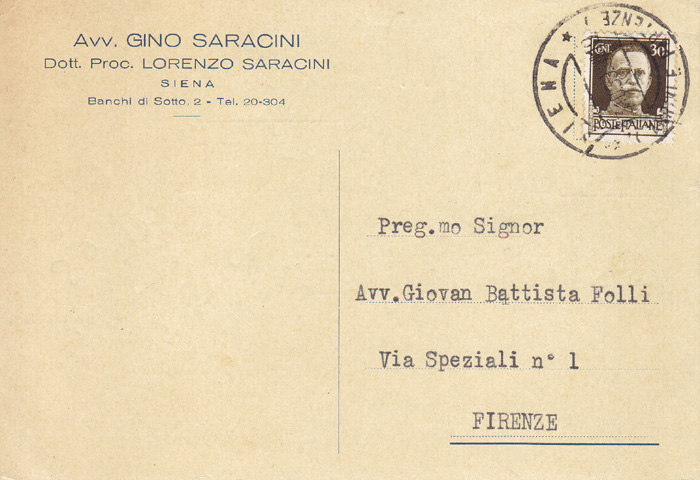 Avv. GINO SARACINI
Dott. Proc. LORENZO SARACINI
SIENA
Banchi di Sotto, 2 - Tel. 20-304
CENT. 30
POSTE ITALIANE
SIENA
Preg.mo Signor
Avv.Giovan Battista Folli
Via Speziali n° 1
FIRENZE